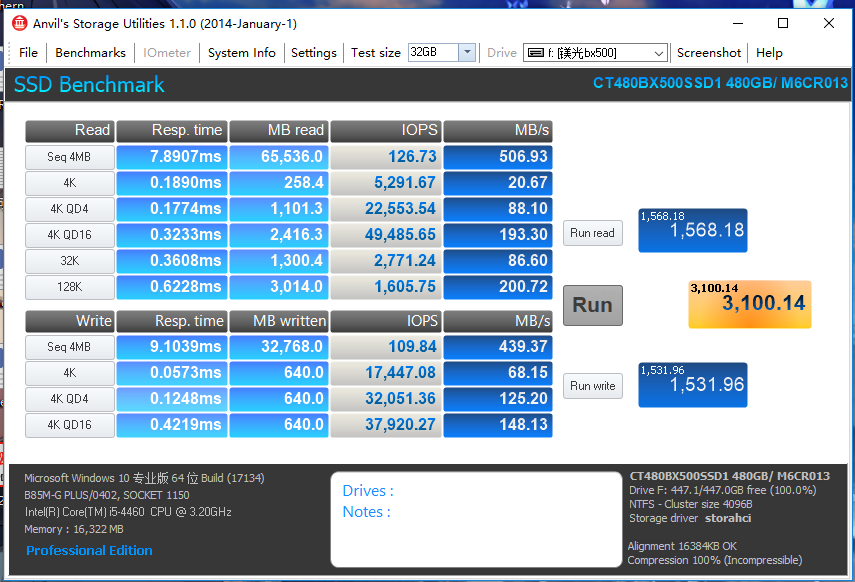 Anvil's Storage Utilities 1.1.0 (2014-January-1)
File Benchmarks IOmeter System Info Settings Test size 32GB Drive f: [镁光bx500] Screenshot Help
SSD Benchmark CT480BX500SSD1 480GB/ M6CR013
Read Resp. time MB read IOPS MB/s
Seq 4MB 7.8907ms 65,536.0 126.73 506.93
4K 0.1890ms 258.4 5,291.67 20.67
4K QD4 0.1774ms 1,101.3 22,553.54 88.10
4K QD16 0.3233ms 2,416.3 49,485.65 193.30
32K 0.3608ms 1,300.4 2,771.24 86.60
128K 0.6228ms 3,014.0 1,605.75 200.72
Run read
1,568.18
1,568.18
Run
3,100.14
3,100.14
Write Resp. time MB written IOPS MB/s
Seq 4MB 9.1039ms 32,768.0 109.84 439.37
4K 0.0573ms 640.0 17,447.08 68.15
4K QD4 0.1248ms 640.0 32,051.36 125.20
4K QD16 0.4219ms 640.0 37,920.27 148.13
Run write
1,531.96
1,531.96
Microsoft Windows 10 专业版 64 位 Build (17134)
B85M-G PLUS/0402, SOCKET 1150
Intel(R) Core(TM) i5-4460 CPU @ 3.20GHz
Memory : 16,322 MB
Professional Edition
Drives :
Notes :
CT480BX500SSD1 480GB/ M6CR013
Drive F: 447.1/447.0GB free (100.0%)
NTFS - Cluster size 4096B
Storage driver storahci
Alignment 16384KB OK
Compression 100% (Incompressible)